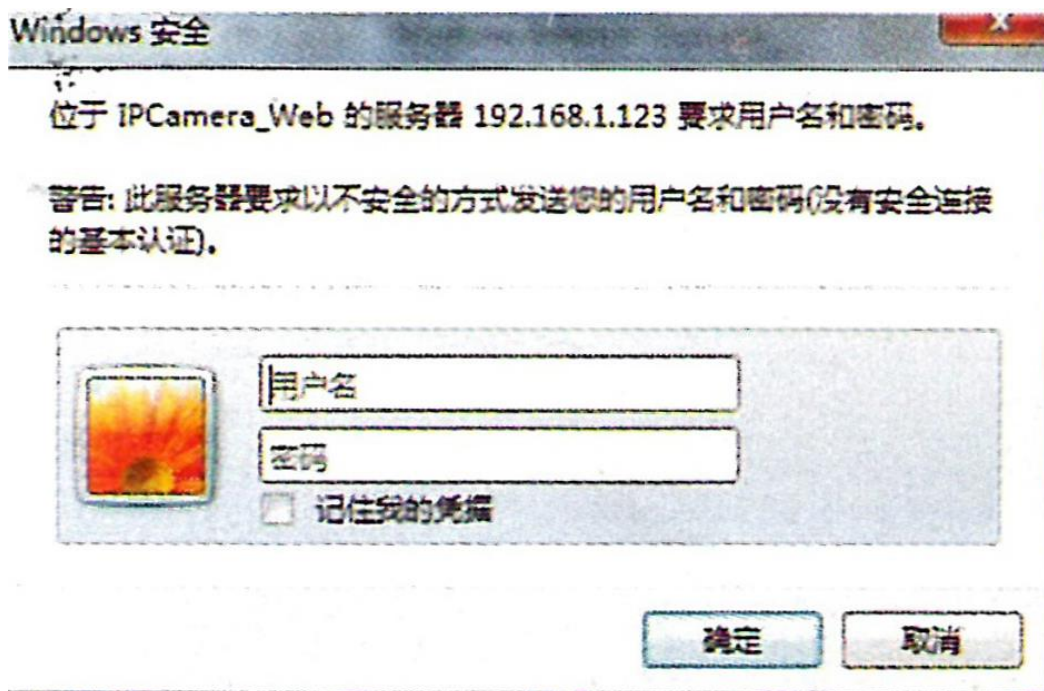 Windows 安全
位于 IPCamera_Web 的服务器 192.168.1.123 要求用户名和密码。
警告: 此服务器要求以不安全的方式发送您的用户名和密码(没有安全连接
的基本认证)。
用户名
密码
记住我的凭据
确定
取消